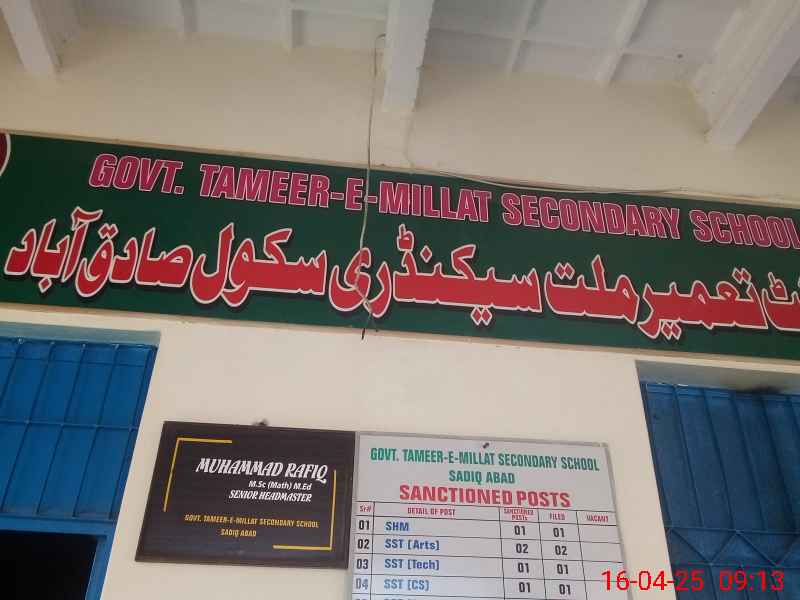 GOVT. TAMEER-E-MILLAT SECONDARY SCHOOL
تعمیر ملت سیکنڈری سکول صادق آباد
MUHAMMAD RAFIQ
M.Sc (Math) M.Ed
SENIOR HEADMASTER
GOVT. TAMEER-E-MILLAT SECONDARY SCHOOL
SADIQ ABAD
GOVT. TAMEER-E-MILLAT SECONDARY SCHOOL
SADIQ ABAD
SANCTIONED POSTS
Sr# DETAIL OF POST SANCTIONED POSTs FILED VACANT
01 SHM 01 01
02 SST (Arts) 02 02
03 SST (Tech) 01 01
04 SST (CS) 01 01
16-04-25 09:13